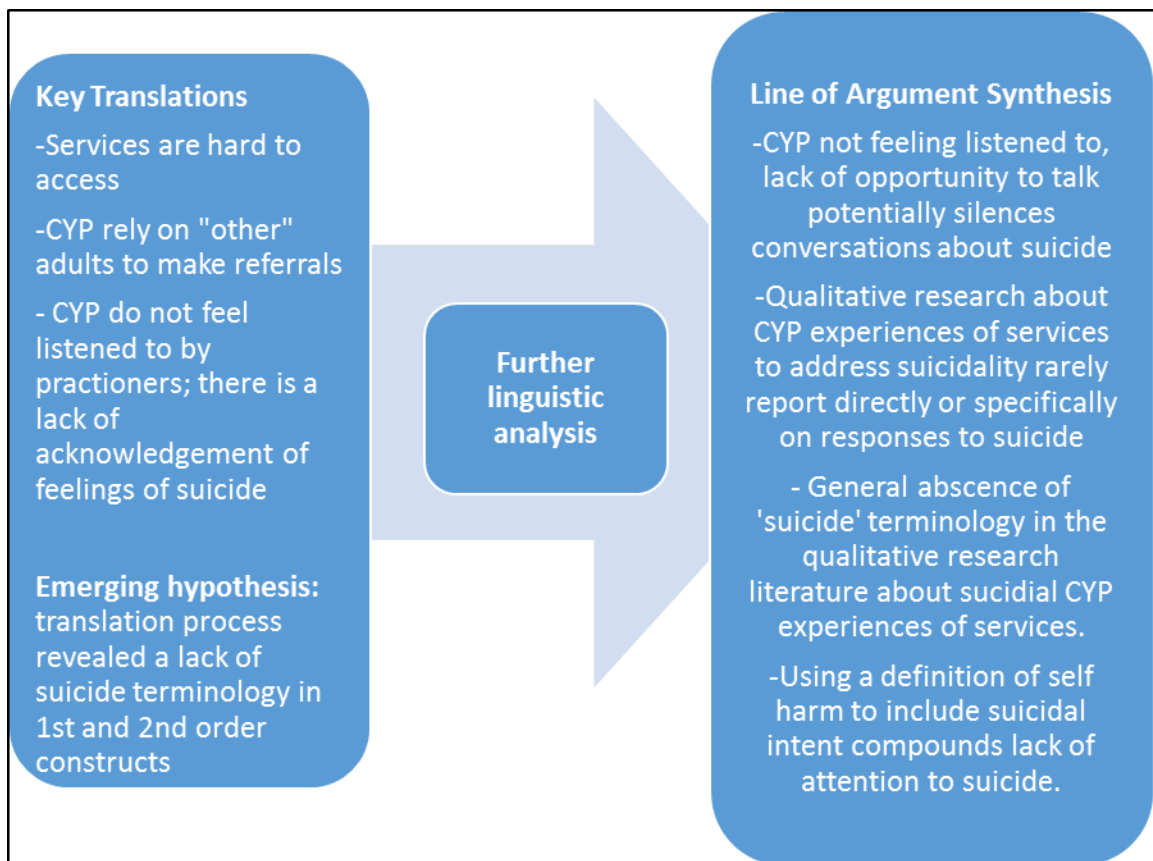 Key Translations
-Services are hard to
access
-CYP rely on "other"
adults to make referrals
- CYP do not feel
listened to by
practioners; there is a
lack of
acknowledgement of
feelings of suicide
Emerging hypothesis:
translation process
revealed a lack of
suicide terminology in
1st and 2nd order
constructs
Further
linguistic
analysis
Line of Argument Synthesis
-CYP not feeling listened to,
lack of opportunity to talk
potentially silences
conversations about suicide
-Qualitative research about
CYP experiences of services
to address suicidality rarely
report directly or specifically
on responses to suicide
- General abscence of
'suicide' terminology in the
qualitative research
literature about sucidial CYP
experiences of services.
-Using a definition of self
harm to include suicidal
intent compounds lack of
attention to suicide.